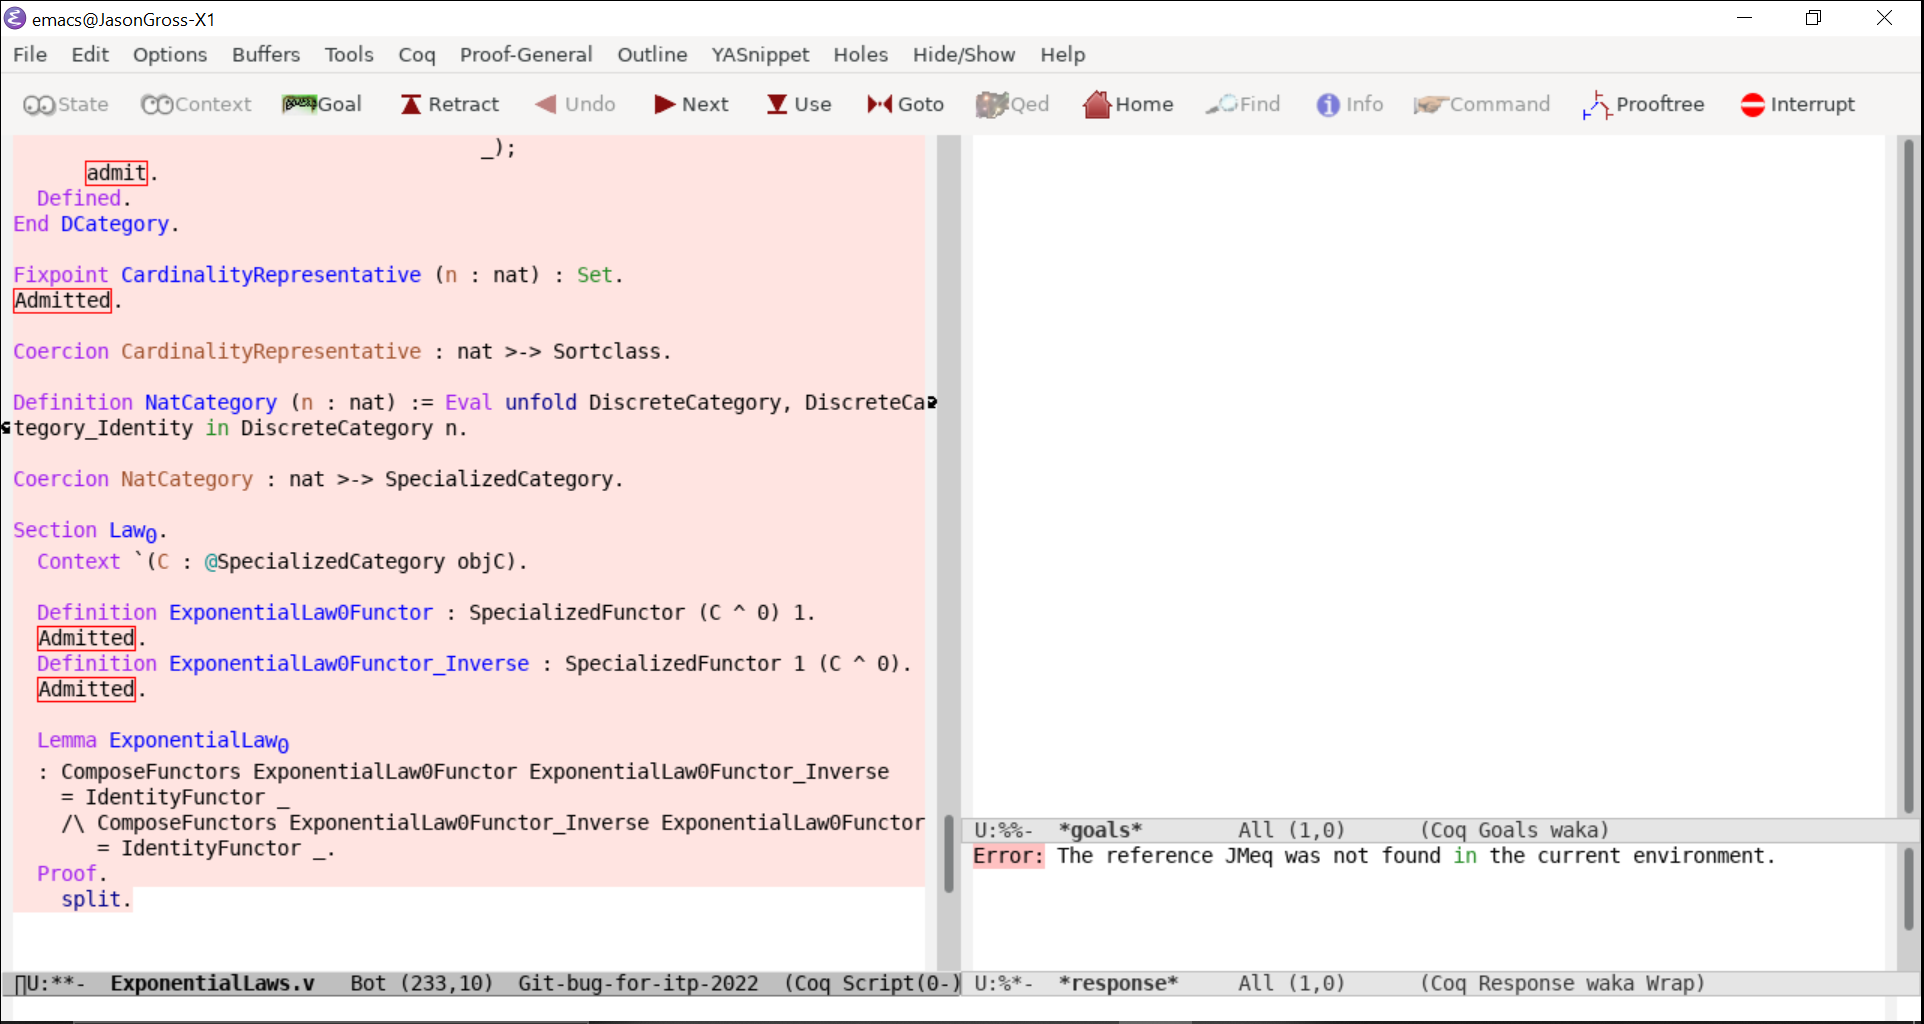 emacs@JasonGross-X1
File Edit Options Buffers Tools Coq Proof-General Outline YASnippet Holes Hide/Show Help
State Context Goal Retract Undo Next Use Goto Qed Home Find Info Command Prooftree Interrupt
_);
admit.
Defined.
End DCategory.
Fixpoint CardinalityRepresentative (n : nat) : Set.
Admitted.
Coercion CardinalityRepresentative : nat >-> Sortclass.
Definition NatCategory (n : nat) := Eval unfold DiscreteCategory, DiscreteCa
tegory_Identity in DiscreteCategory n.
Coercion NatCategory : nat >-> SpecializedCategory.
Section Law₀.
Context `(C : @SpecializedCategory objC).
Definition ExponentialLaw0Functor : SpecializedFunctor (C ^ 0) 1.
Admitted.
Definition ExponentialLaw0Functor_Inverse : SpecializedFunctor 1 (C ^ 0).
Admitted.
Lemma ExponentialLaw₀
: ComposeFunctors ExponentialLaw0Functor ExponentialLaw0Functor_Inverse
= IdentityFunctor _
/\ ComposeFunctors ExponentialLaw0Functor_Inverse ExponentialLaw0Functor
= IdentityFunctor _.
Proof.
split.
U:**- ExponentialLaws.v Bot (233,10) Git-bug-for-itp-2022 (Coq Script(0-)
U:%%- *goals* All (1,0) (Coq Goals waka)
Error: The reference JMeq was not found in the current environment.
U:%*- *response* All (1,0) (Coq Response waka Wrap)